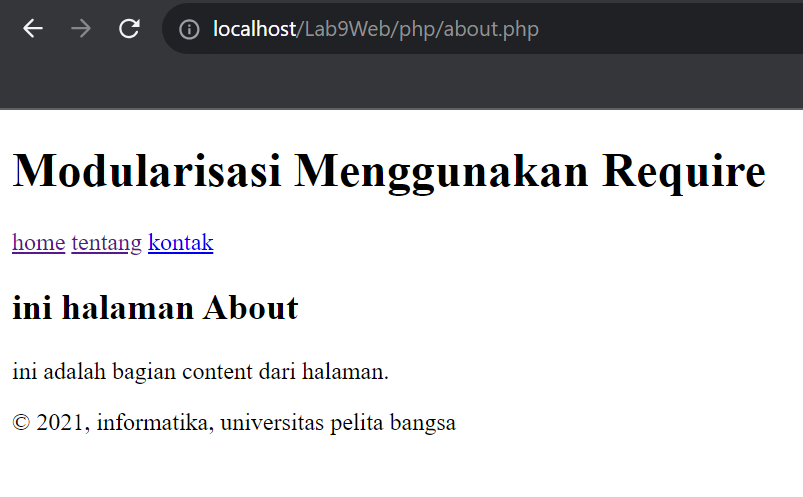 localhost/Lab9Web/php/about.php
Modularisasi Menggunakan Require
home tentang kontak
ini halaman About
ini adalah bagian content dari halaman.
© 2021, informatika, universitas pelita bangsa